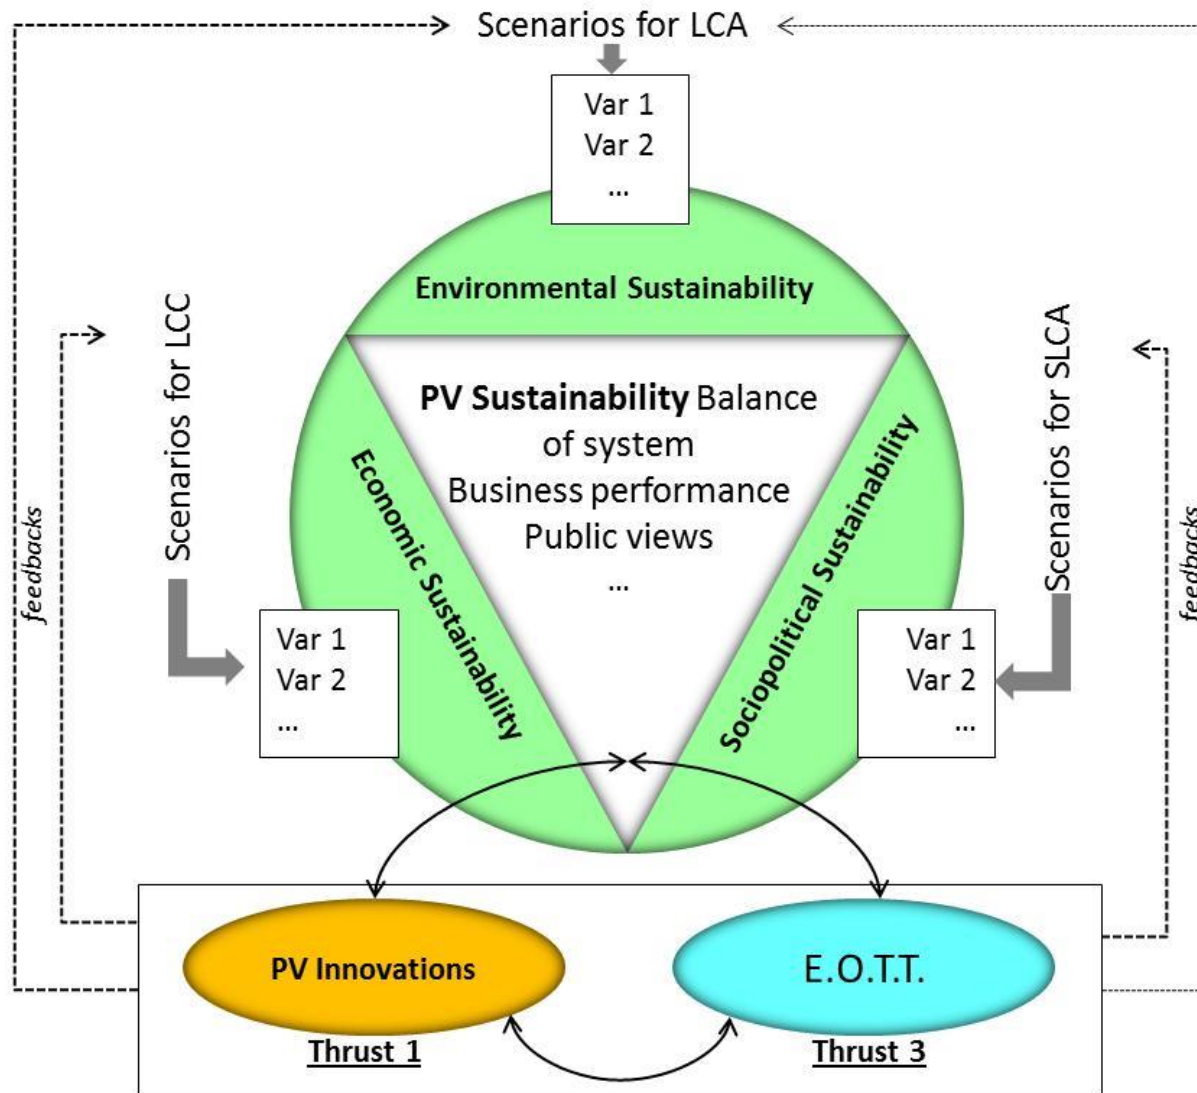 Scenarios for LCA
Var 1
Var 2
...
Environmental Sustainability
Scenarios for LCC
Scenarios for SLCA
PV Sustainability Balance
of system
Business performance
Public views
...
Economic Sustainability
Sociopolitical Sustainability
feedbacks
feedbacks
Var 1
Var 2
...
Var 1
Var 2
...
PV Innovations
E.O.T.T.
Thrust 1
Thrust 3